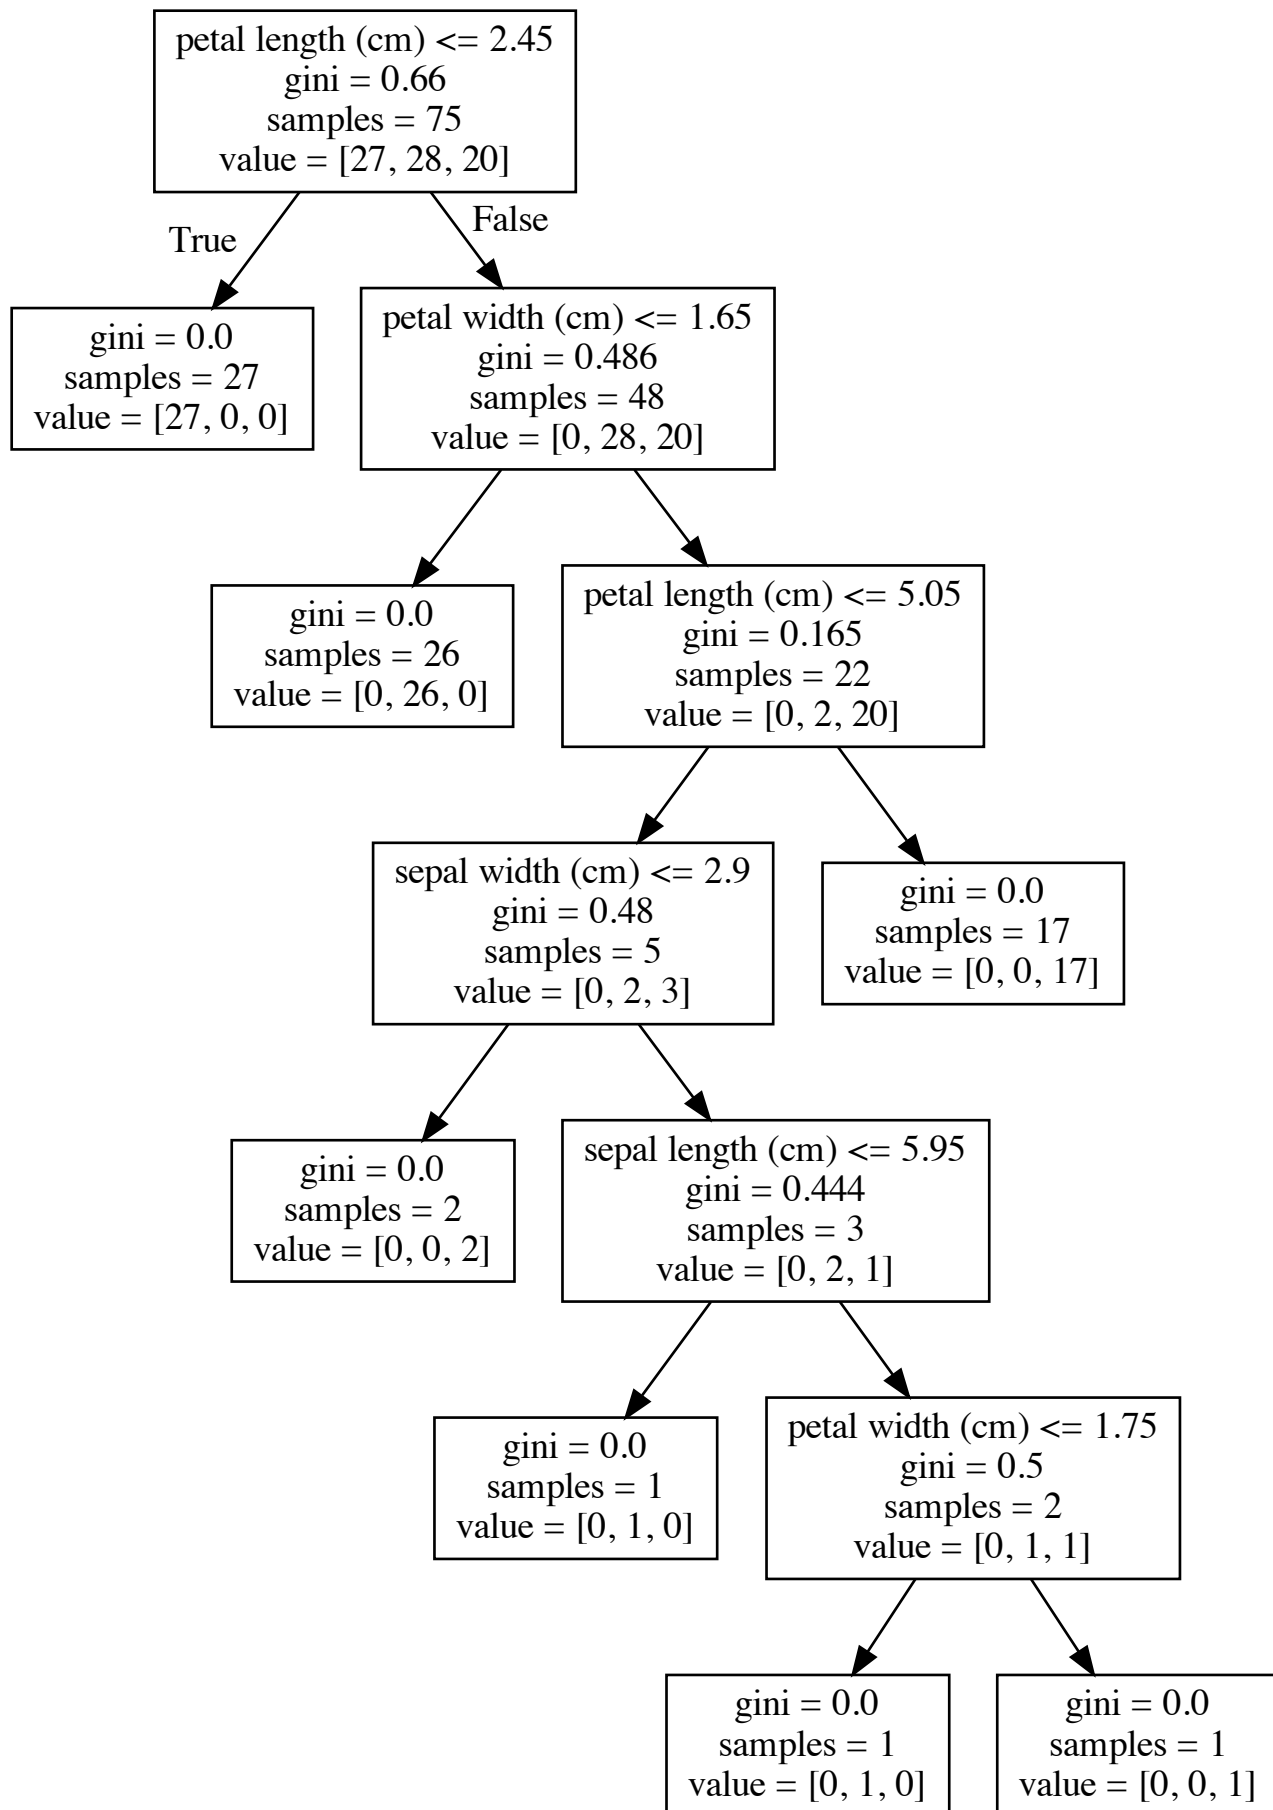 petal length (cm) <= 2.45
gini = 0.66
samples = 75
value = [27, 28, 20]
True
False
gini = 0.0
samples = 27
value = [27, 0, 0]
petal width (cm) <= 1.65
gini = 0.486
samples = 48
value = [0, 28, 20]
gini = 0.0
samples = 26
value = [0, 26, 0]
petal length (cm) <= 5.05
gini = 0.165
samples = 22
value = [0, 2, 20]
sepal width (cm) <= 2.9
gini = 0.48
samples = 5
value = [0, 2, 3]
gini = 0.0
samples = 17
value = [0, 0, 17]
gini = 0.0
samples = 2
value = [0, 0, 2]
sepal length (cm) <= 5.95
gini = 0.444
samples = 3
value = [0, 2, 1]
gini = 0.0
samples = 1
value = [0, 1, 0]
petal width (cm) <= 1.75
gini = 0.5
samples = 2
value = [0, 1, 1]
gini = 0.0
samples = 1
value = [0, 1, 0]
gini = 0.0
samples = 1
value = [0, 0, 1]